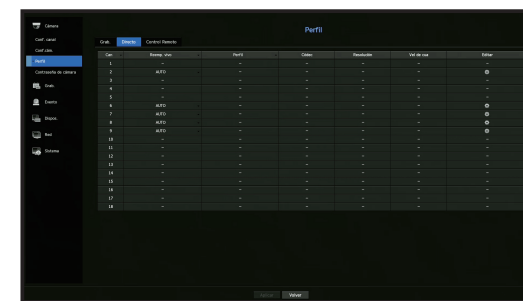 Cámara
Perfil
Conf. canal
Conf.cám.
Perfil
Contraseña de cámara
Grab.
Evento
Dispos.
Red
Sistema
Grab. Directo Control Remoto
Can Reemp. vivo Perfil Códec Resolución Vel de cua Editar
1 - - - - - -
2 AUTO - - - -
3 - - - - - -
4 - - - - - -
5 - - - - - -
6 AUTO - - - -
7 AUTO - - - -
8 AUTO - - - -
9 AUTO - - - -
10 - - - - - -
11 - - - - - -
12 - - - - - -
13 - - - - - -
14 - - - - - -
15 - - - - - -
16 - - - - - -
17 - - - - - -
18 - - - - - -
Aplicar Volver